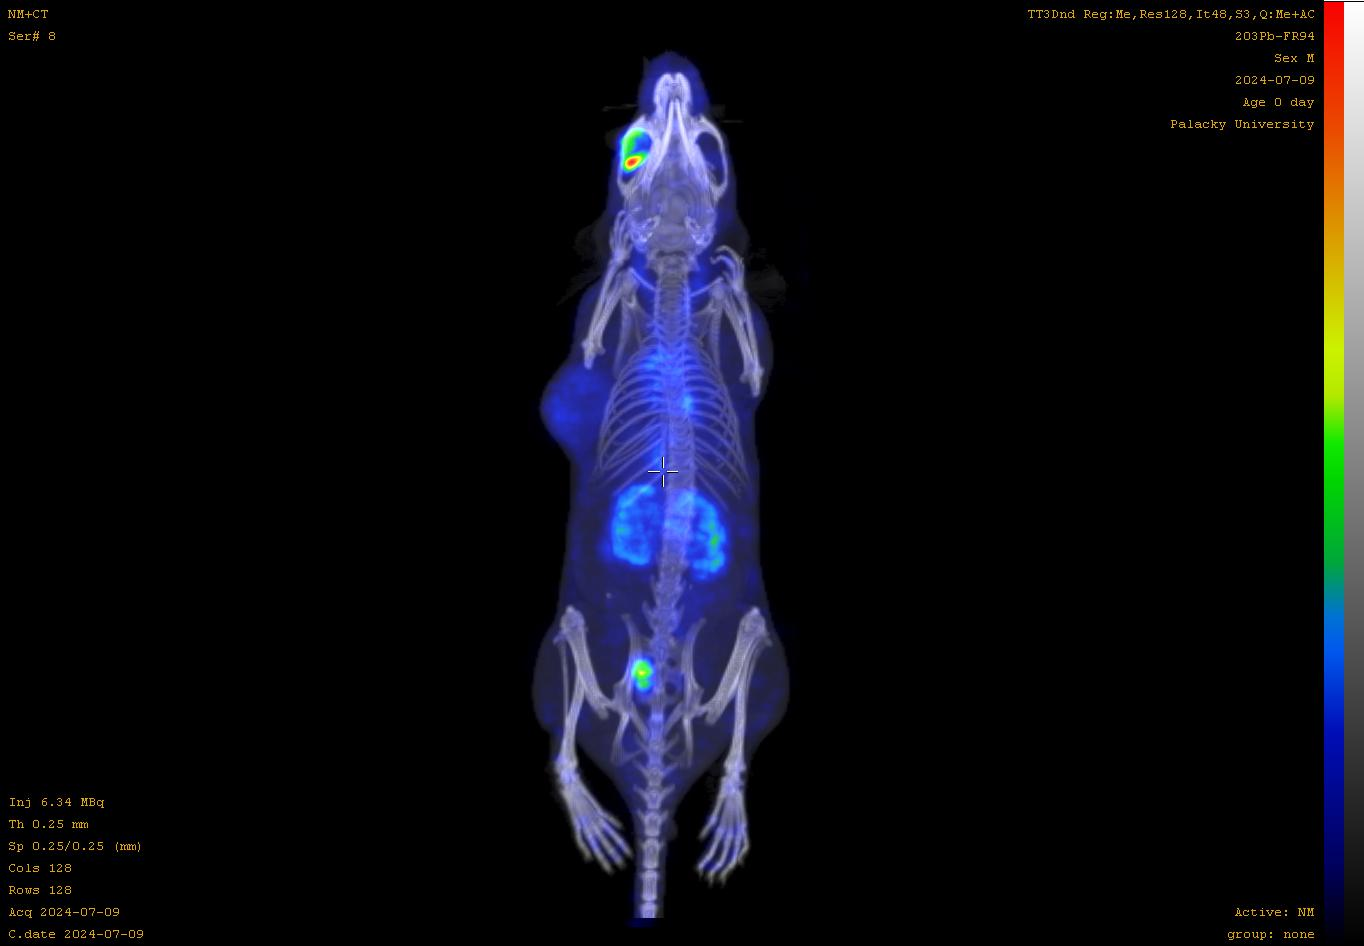 NM+CT
Ser# 8
TT3Dnd Reg:Me,Res128,It48,S3,Q:Me+AC
203Pb-FR94
Sex M
2024-07-09
Age 0 day
Palacky University
Inj 6.34 MBq
Th 0.25 mm
Sp 0.25/0.25 (mm)
Cols 128
Rows 128
Acq 2024-07-09
C.date 2024-07-09
Active: NM
group: none